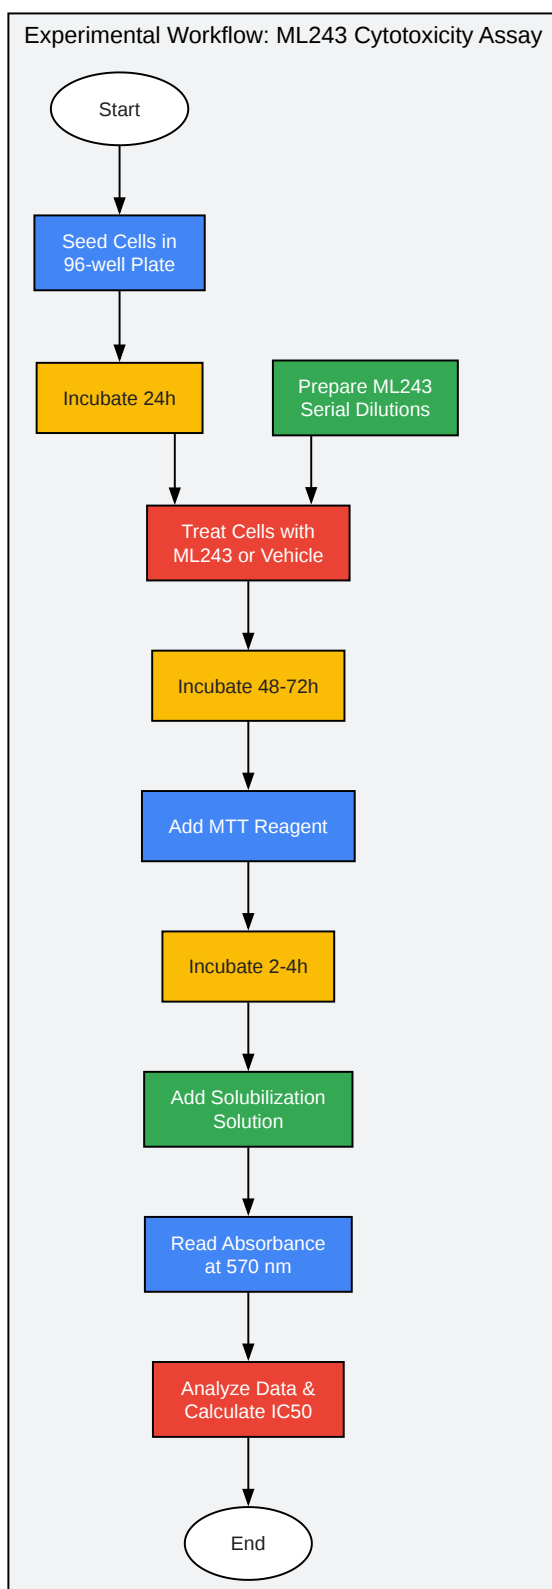 Experimental Workflow: ML243 Cytotoxicity Assay
Start
Seed Cells in
96-well Plate
Incubate 24h
Prepare ML243
Serial Dilutions
Treat Cells with
ML243 or Vehicle
Incubate 48-72h
Add MTT Reagent
Incubate 2-4h
Add Solubilization
Solution
Read Absorbance
at 570 nm
Analyze Data &
Calculate IC50
End